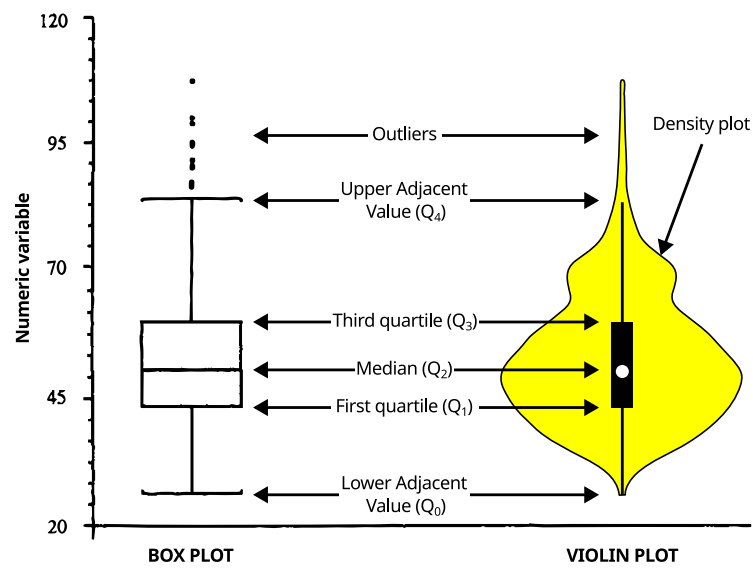 120
Outliers
Density plot
95
Upper Adjacent
Value (Q₄)
Numeric variable
70
Third quartile (Q₃)
Median (Q₂)
45
First quartile (Q₁)
Lower Adjacent
Value (Q₀)
20
BOX PLOT
VIOLIN PLOT